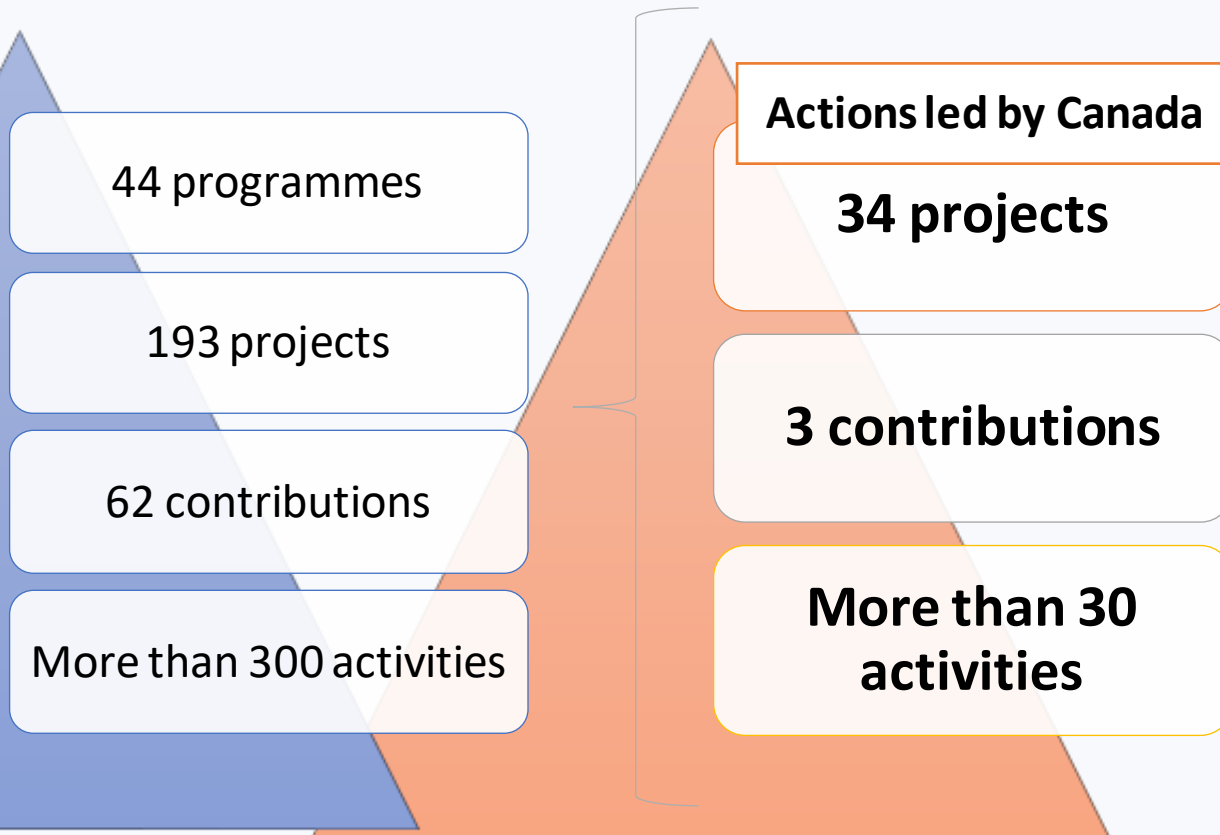 44 programmes
193 projects
62 contributions
More than 300 activities
Actions led by Canada
34 projects
3 contributions
More than 30
activities